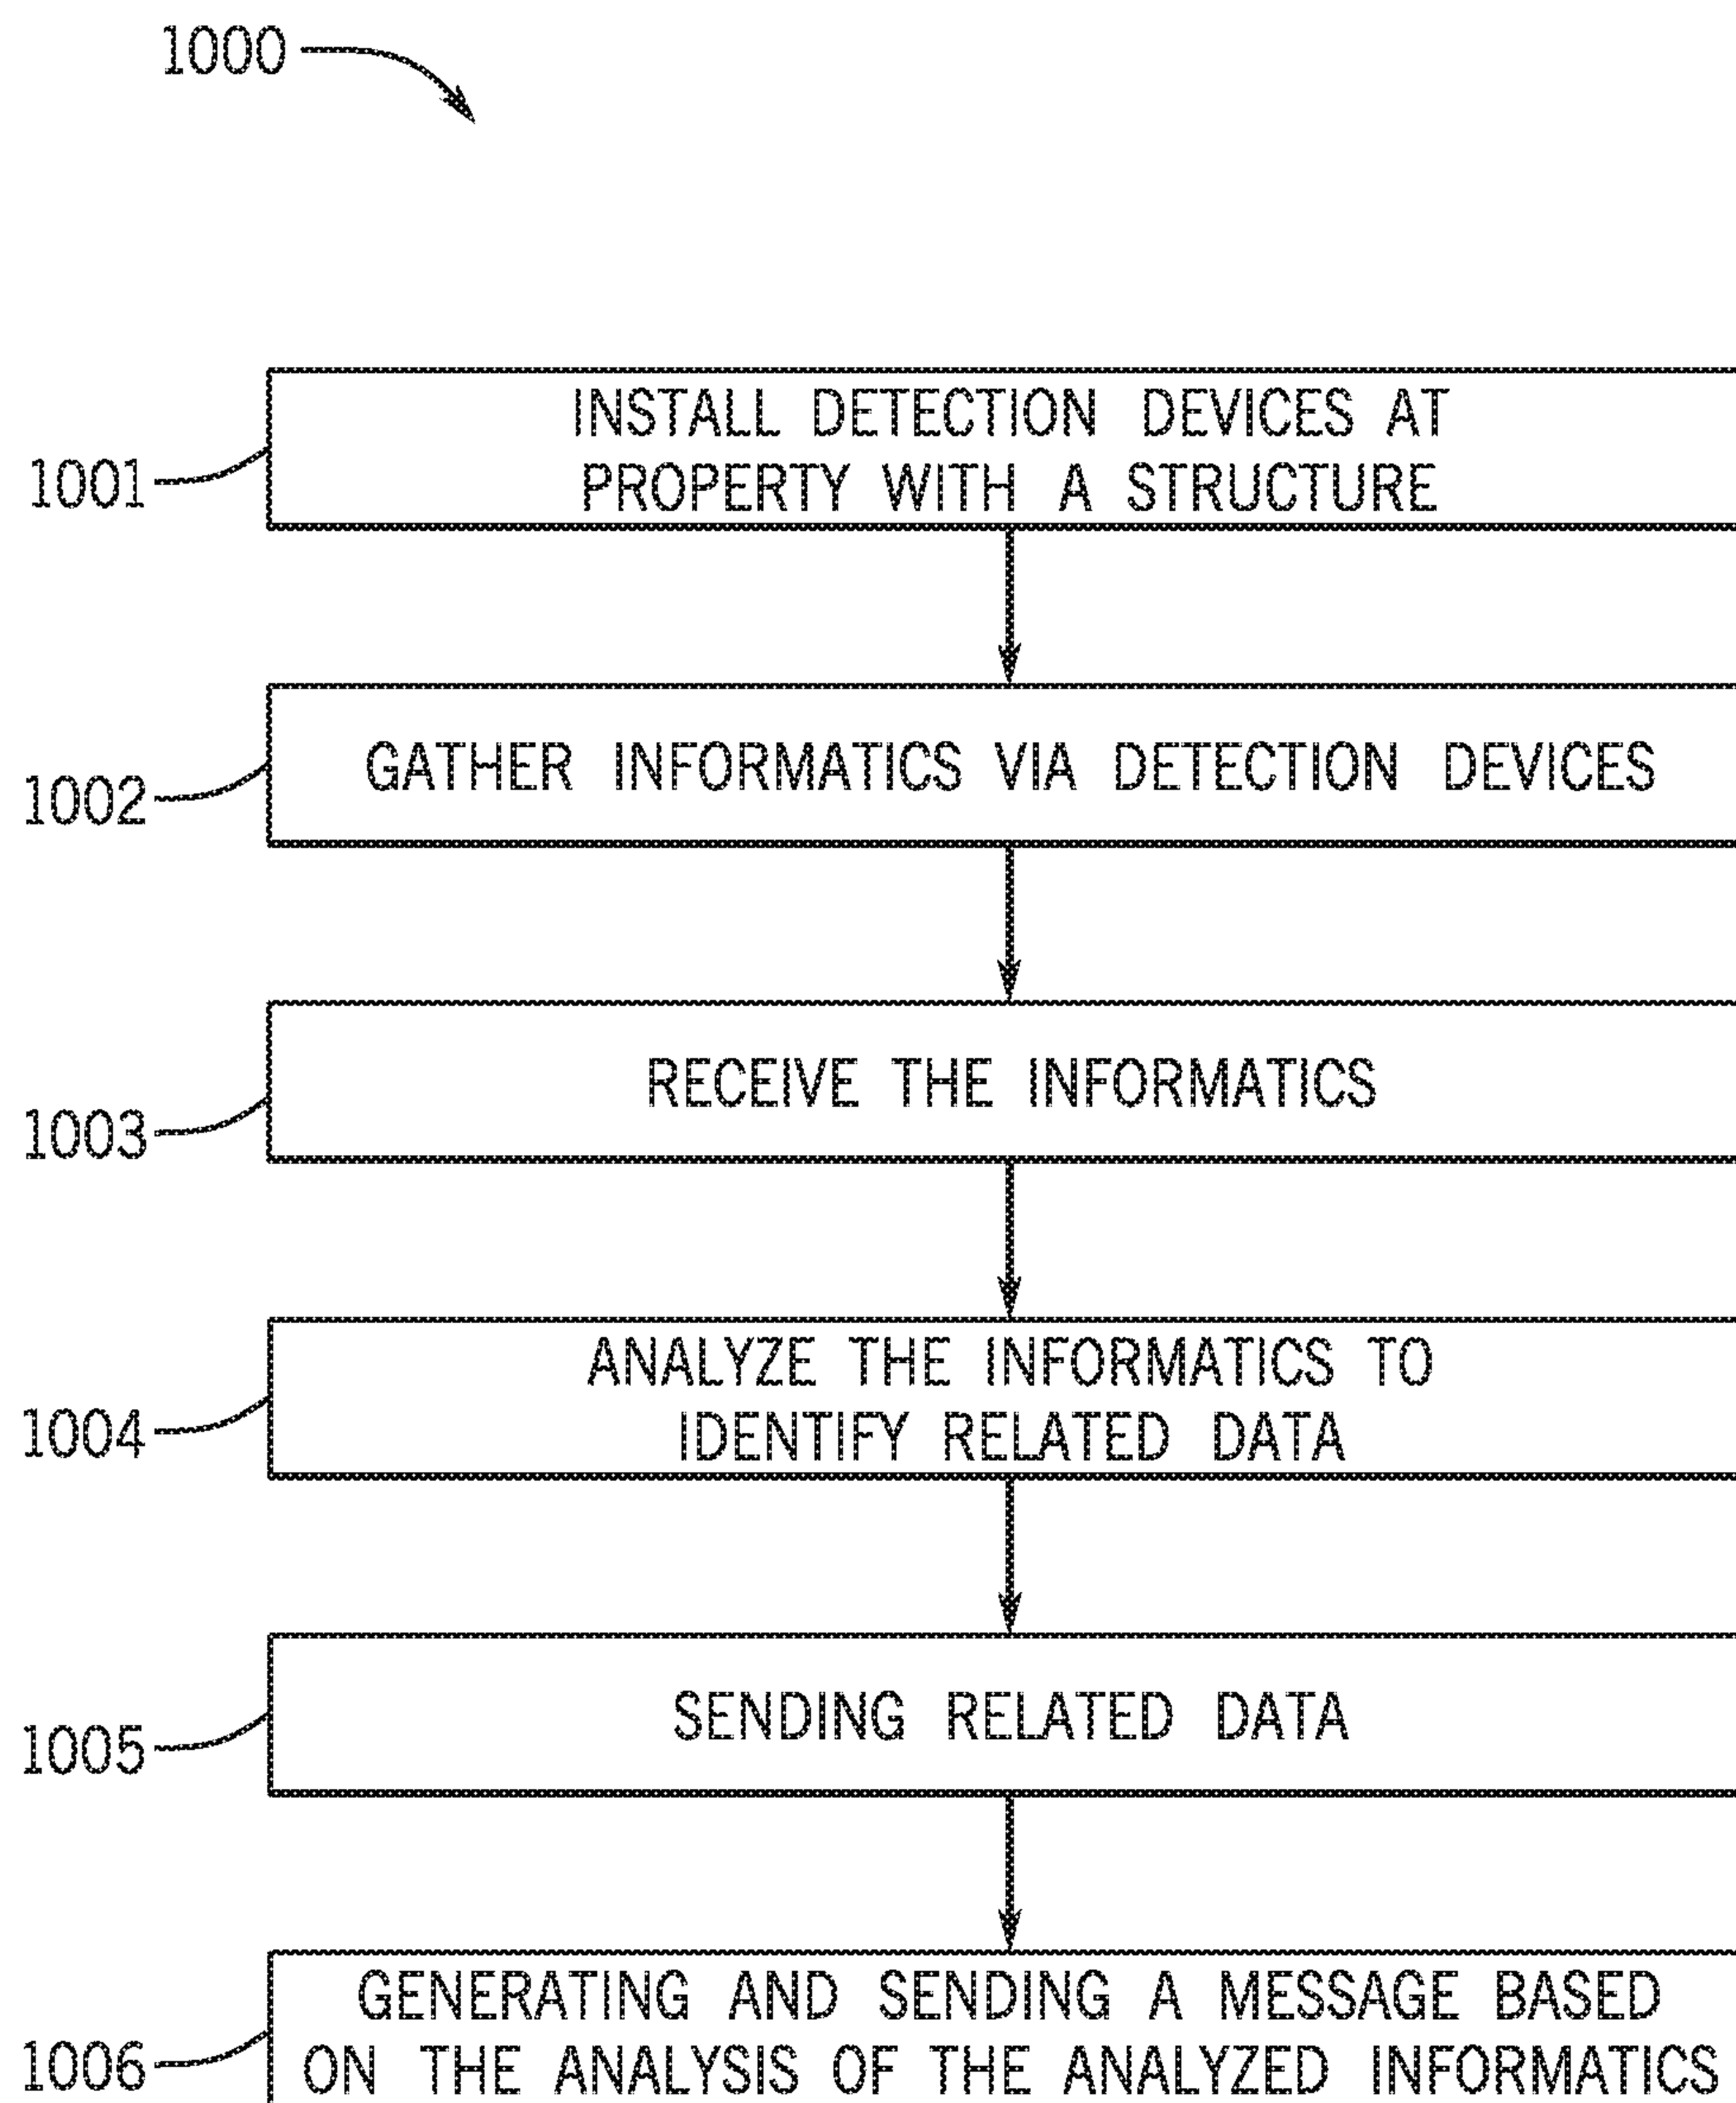 1000
INSTALL DETECTION DEVICES AT
PROPERTY WITH A STRUCTURE
1001
GATHER INFORMATICS VIA DETECTION DEVICES
1002
RECEIVE THE INFORMATICS
1003
ANALYZE THE INFORMATICS TO
IDENTIFY RELATED DATA
1004
SENDING RELATED DATA
1005
GENERATING AND SENDING A MESSAGE BASED
ON THE ANALYSIS OF THE ANALYZED INFORMATICS
1006